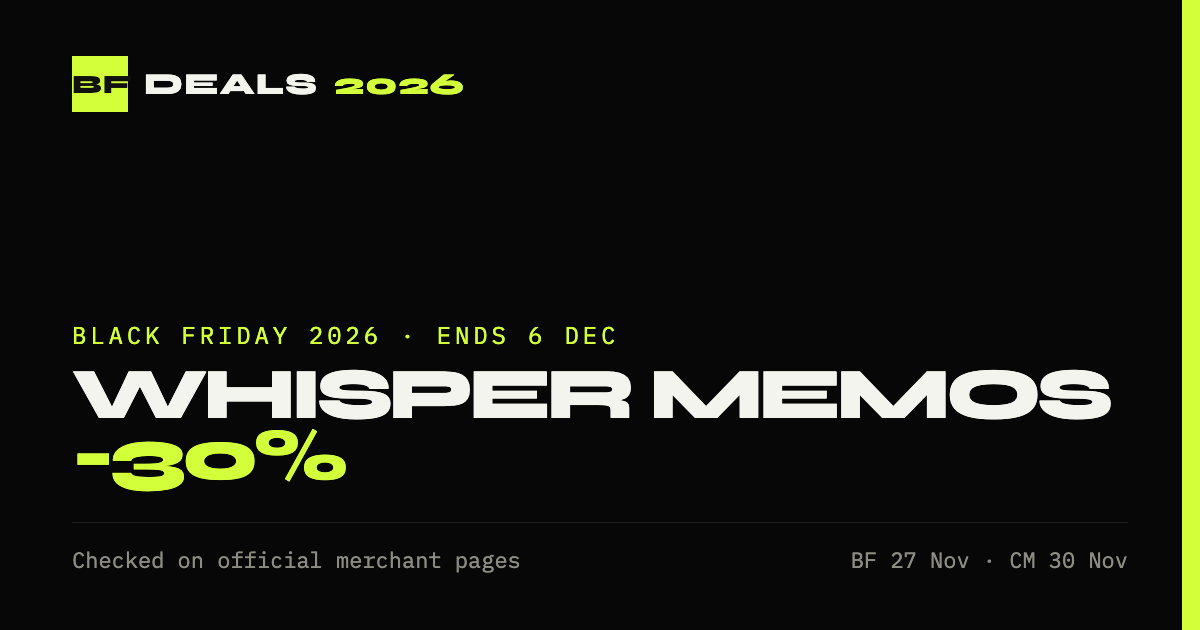 BF DEALS 2026
BLACK FRIDAY 2026 · ENDS 6 DEC
WHISPER MEMOS
-30%
Checked on official merchant pages
BF 27 Nov · CM 30 Nov